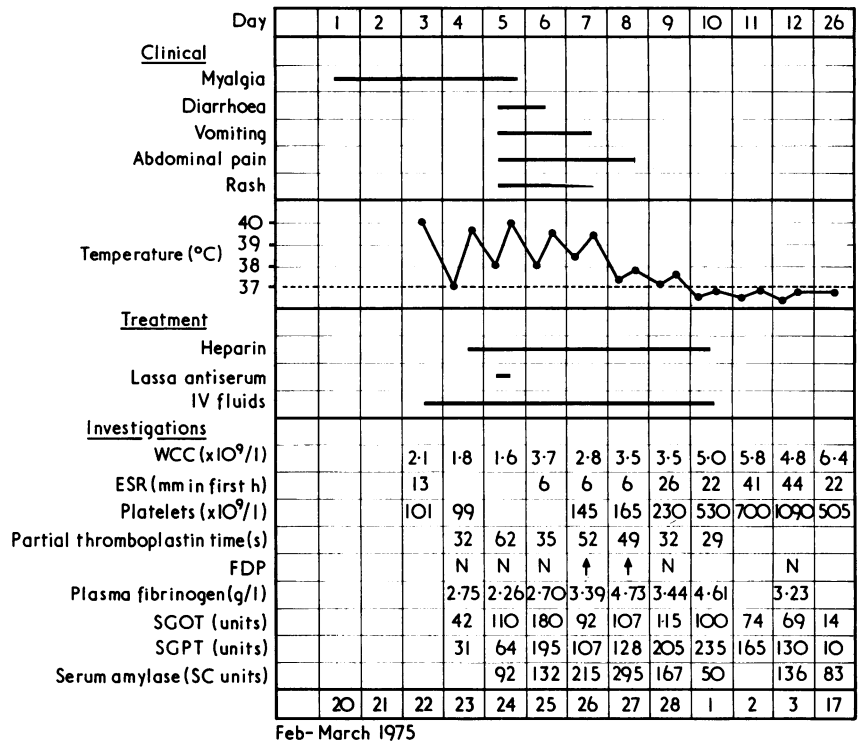 Day 1 2 3 4 5 6 7 8 9 10 11 12 26
Clinical
Myalgia
Diarrhoea
Vomiting
Abdominal pain
Rash
40
39
Temperature (°C)
38
37
Treatment
Heparin
Lassa antiserum
IV fluids
Investigations
WCC (x10⁹/l) 2·1 1·8 1·6 3·7 2·8 3·5 3·5 5·0 5·8 4·8 6·4
ESR (mm in first h) 13 6 6 6 26 22 41 44 22
Platelets (x10⁹/l) 101 99 145 165 230 530 700 1090 505
Partial thromboplastin time (s) 32 62 35 52 49 32 29
FDP N N N ↑ ↑ N N
Plasma fibrinogen (g/l) 2·75 2·26 2·70 3·39 4·73 3·44 4·61 3·23
SGOT (units) 42 110 180 92 107 1·15 100 74 69 14
SGPT (units) 31 64 195 107 128 205 235 165 130 10
Serum amylase (SC units) 92 132 215 295 167 50 136 83
20 21 22 23 24 25 26 27 28 1 2 3 17
Feb- March 1975